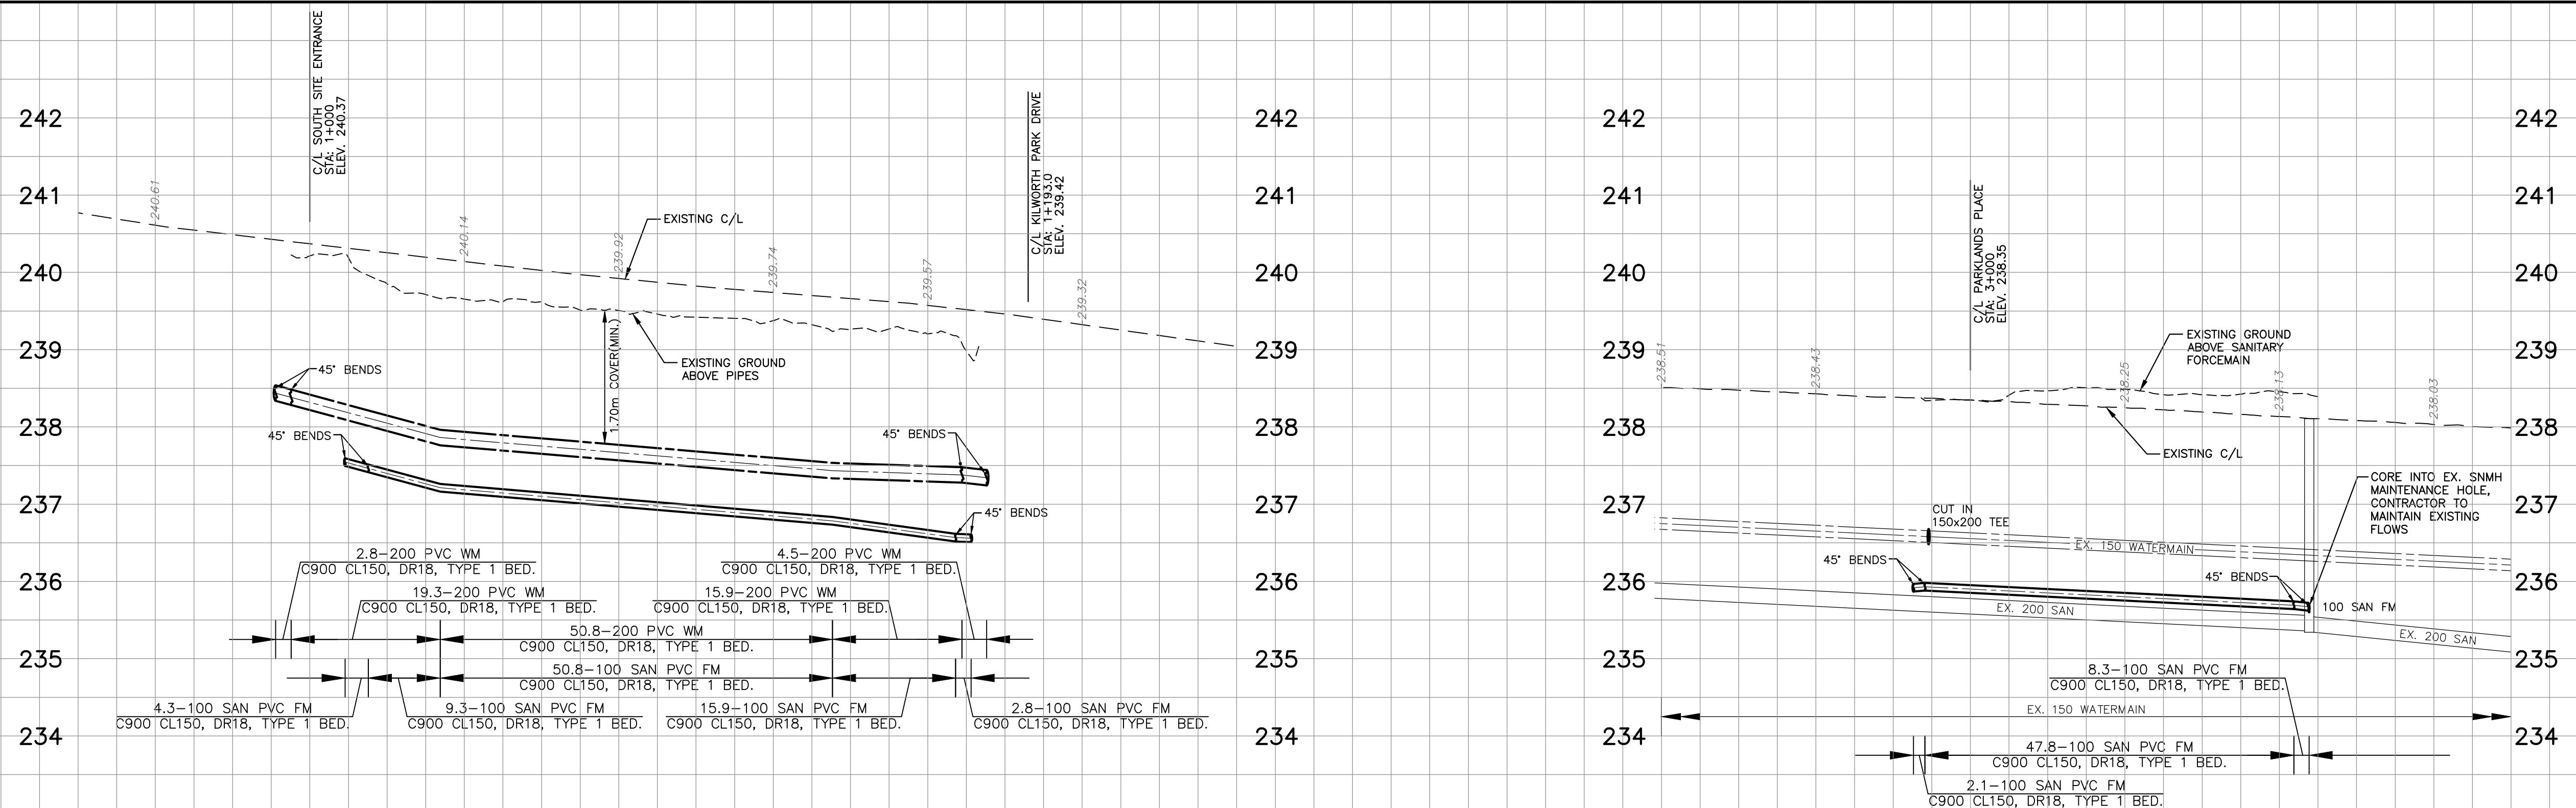 C/L SOUTH SITE ENTRANCE
STA: 1+000
ELEV. 240.37
C/L KILWORTH PARK DRIVE
STA: 1+193.0
ELEV. 239.42
242
241
240
239
238
237
236
235
234
240.61
240.14
239.92
239.74
239.57
239.32
EXISTING C/L
EXISTING GROUND
ABOVE PIPES
1.70m COVER(MIN.)
45° BENDS
45° BENDS
45° BENDS
45° BENDS
2.8-200 PVC WM
C900 CL150, DR18, TYPE 1 BED.
4.5-200 PVC WM
C900 CL150, DR18, TYPE 1 BED.
19.3-200 PVC WM
C900 CL150, DR18, TYPE 1 BED.
15.9-200 PVC WM
C900 CL150, DR18, TYPE 1 BED.
50.8-200 PVC WM
C900 CL150, DR18, TYPE 1 BED.
50.8-100 SAN PVC FM
C900 CL150, DR18, TYPE 1 BED.
4.3-100 SAN PVC FM
C900 CL150, DR18, TYPE 1 BED.
9.3-100 SAN PVC FM
C900 CL150, DR18, TYPE 1 BED.
15.9-100 SAN PVC FM
C900 CL150, DR18, TYPE 1 BED.
2.8-100 SAN PVC FM
C900 CL150, DR18, TYPE 1 BED.
242
241
240
239
238
237
236
235
234
242
241
240
239
238
237
236
235
234
C/L PARKLANDS PLACE
STA: 3+000
ELEV. 238.35
238.51
238.43
238.25
238.13
238.03
EXISTING GROUND
ABOVE SANITARY
FORCEMAIN
EXISTING C/L
CORE INTO EX. SNMH
MAINTENANCE HOLE,
CONTRACTOR TO
MAINTAIN EXISTING
FLOWS
CUT IN
150x200 TEE
EX. 150 WATERMAIN
45° BENDS
45° BENDS
100 SAN FM
EX. 200 SAN
EX. 200 SAN
8.3-100 SAN PVC FM
C900 CL150, DR18, TYPE 1 BED.
EX. 150 WATERMAIN
47.8-100 SAN PVC FM
C900 CL150, DR18, TYPE 1 BED.
2.1-100 SAN PVC FM
C900 CL150, DR18, TYPE 1 BED.
242
241
240
239
238
237
236
235
234